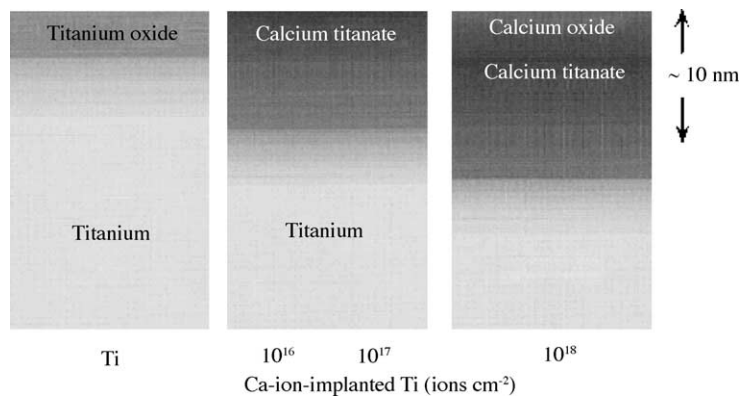 Titanium oxide
Calcium titanate
Calcium oxide
Calcium titanate
~ 10 nm
Titanium
Titanium
Ti
10¹⁶
10¹⁷
10¹⁸
Ca-ion-implanted Ti (ions cm⁻²)